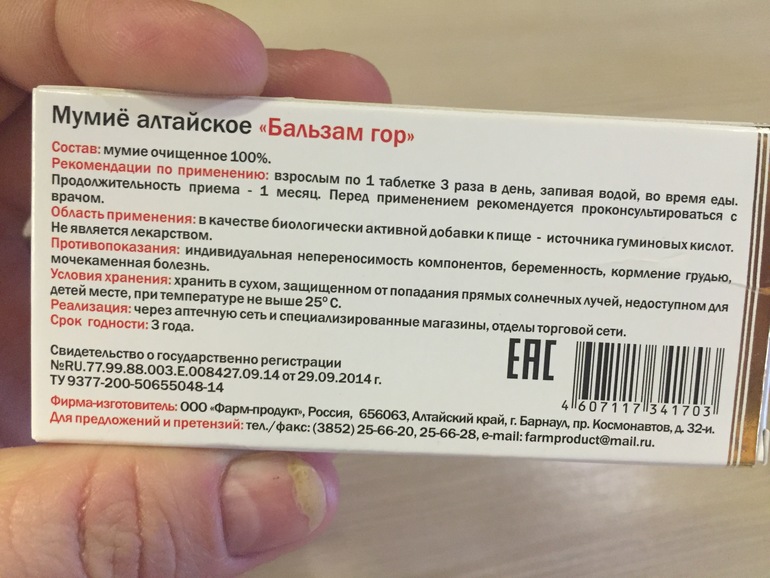 Мумиё алтайское «Бальзам гор»
Состав: мумие очищенное 100%.
Рекомендации по применению: взрослым по 1 таблетке 3 раза в день, запивая водой, во время еды.
Продолжительность приема - 1 месяц. Перед применением рекомендуется проконсультироваться с
врачом.
Область применения: в качестве биологически активной добавки к пище - источника гуминовых кислот.
Не является лекарством.
Противопоказания: индивидуальная непереносимость компонентов, беременность, кормление грудью,
мочекаменная болезнь.
Условия хранения: хранить в сухом, защищенном от попадания прямых солнечных лучей, недоступном для
детей месте, при температуре не выше 25° С.
Реализация: через аптечную сеть и специализированные магазины, отделы торговой сети.
Срок годности: 3 года.
Свидетельство о государственной регистрации
№RU.77.99.88.003.Е.008427.09.14 от 29.09.2014 г.
ТУ 9377-200-50655048-14
EAC
4 607117 341703
Фирма-изготовитель: ООО «Фарм-продукт», Россия, 656063, Алтайский край, г. Барнаул, пр. Космонавтов, д. 32-и.
Для предложений и претензий: тел./факс: (3852) 25-66-20, 25-66-28, e-mail: farmproduct@mail.ru.